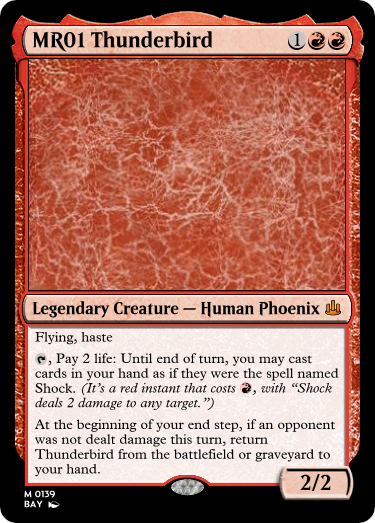 MR01 Thunderbird 1
Legendary Creature — Human Phoenix
Flying, haste
, Pay 2 life: Until end of turn, you may cast
cards in your hand as if they were the spell named
Shock. (It's a red instant that costs , with “Shock
deals 2 damage to any target.”)
At the beginning of your end step, if an opponent
was not dealt damage this turn, return
Thunderbird from the battlefield or graveyard to
your hand.
2/2
M 0139
BAY